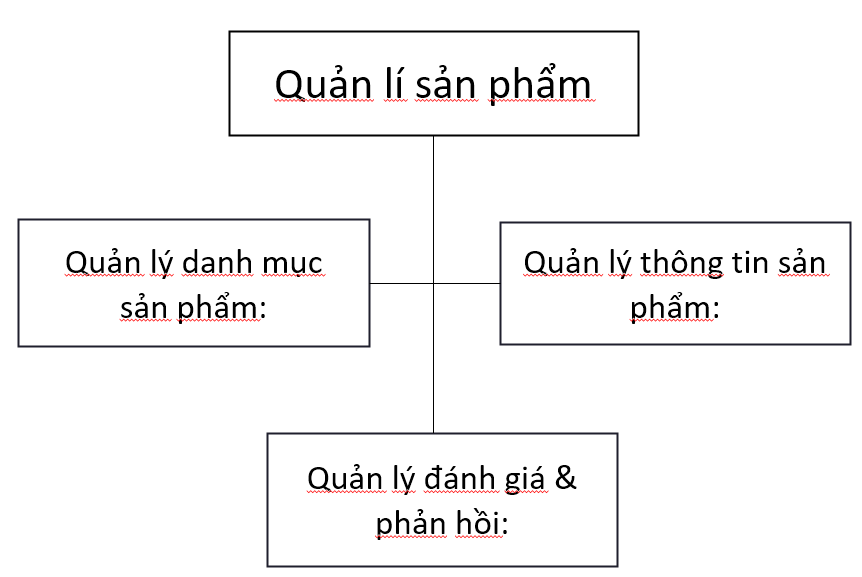 Quản lí sản phẩm
Quản lý danh mục
sản phẩm:
Quản lý thông tin sản
phẩm:
Quản lý đánh giá &
phản hồi: